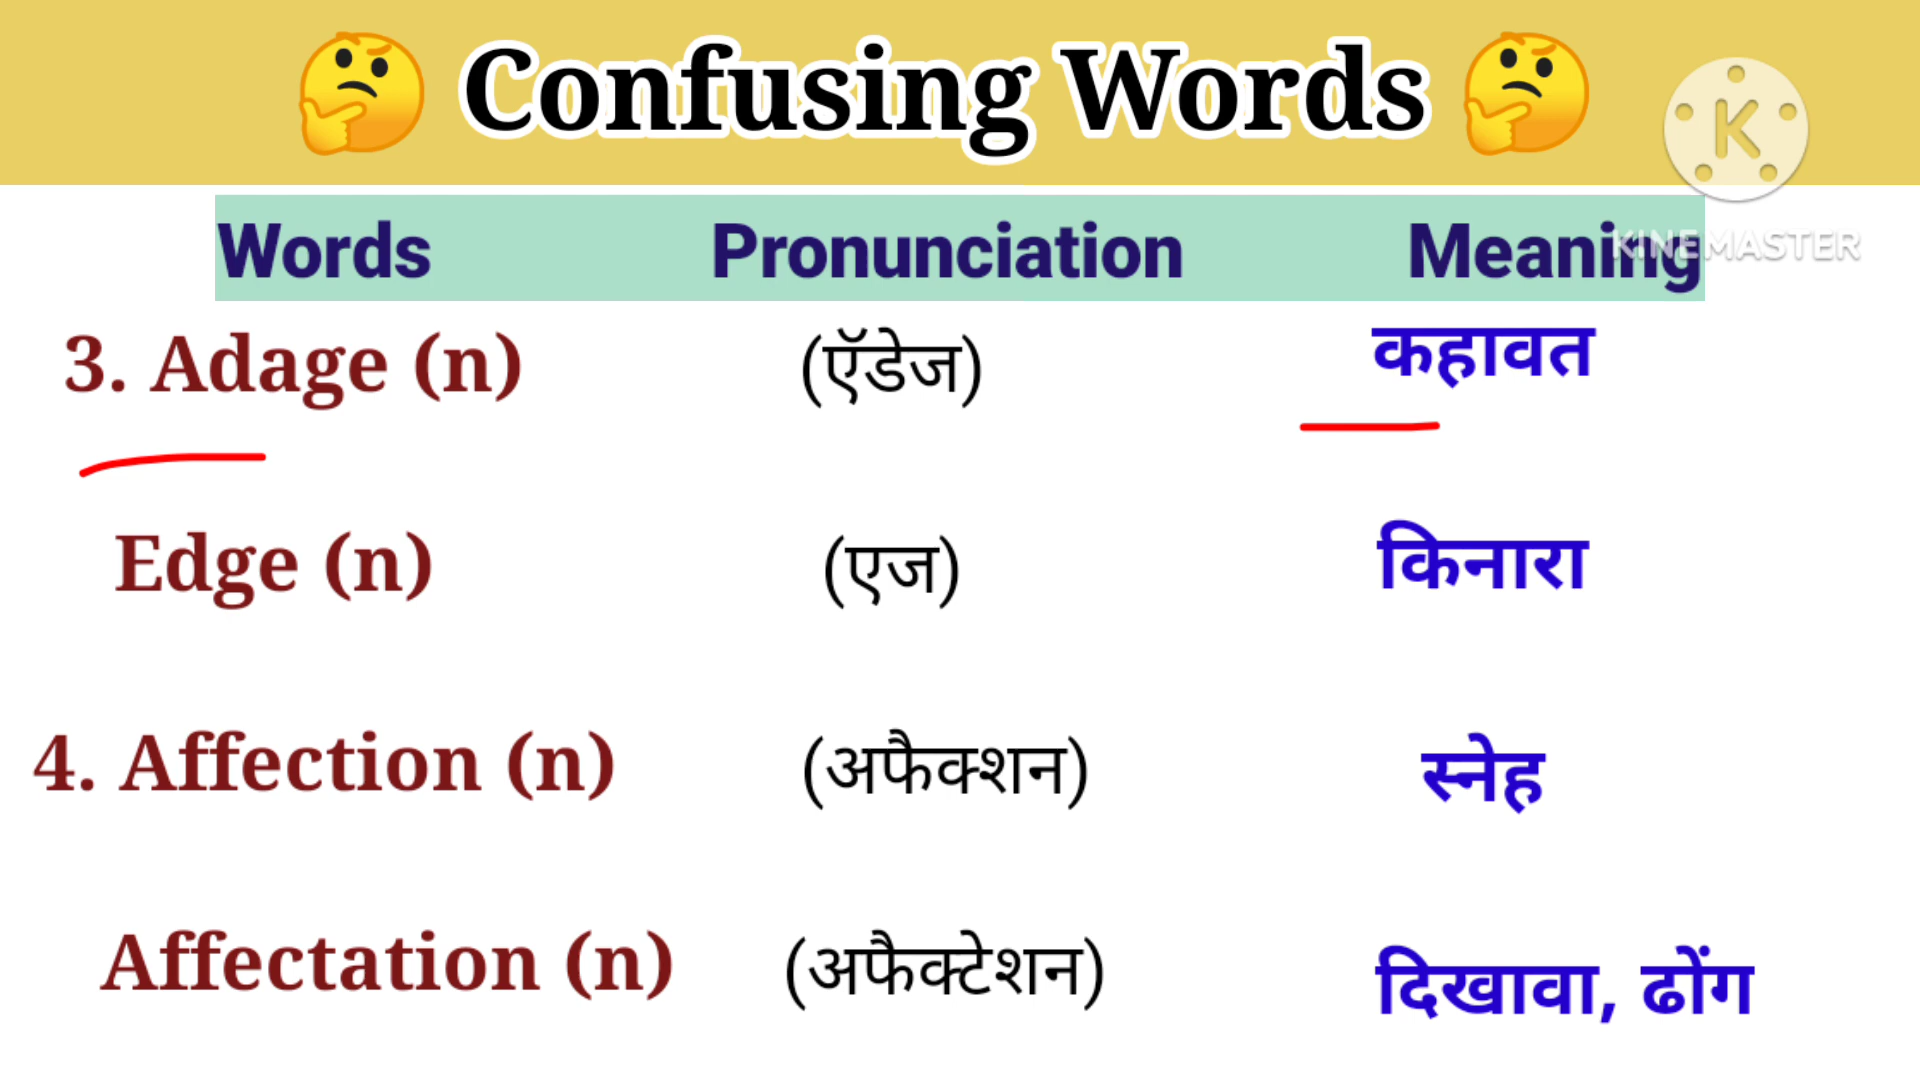 🤔 Confusing Words 🤔
K
KINEMASTER
Words Pronunciation Meaning
3. Adage (n) (ऍडेज) कहावत
Edge (n) (एज) किनारा
4. Affection (n) (अफैक्शन) स्नेह
Affectation (n) (अफैक्टेशन) दिखावा, ढोंग